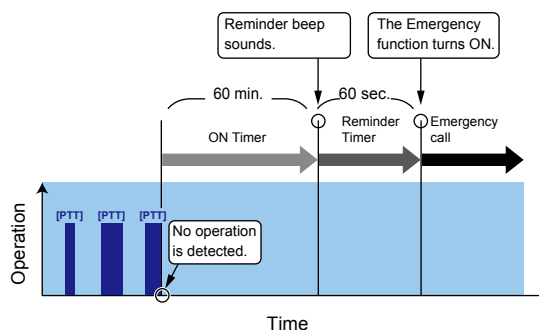 Reminder beep
sounds.
The Emergency
function turns ON.
60 min.
60 sec.
ON Timer
Reminder
Timer
Emergency
call
[PTT]
[PTT]
[PTT]
No operation
is detected.
Operation
Time